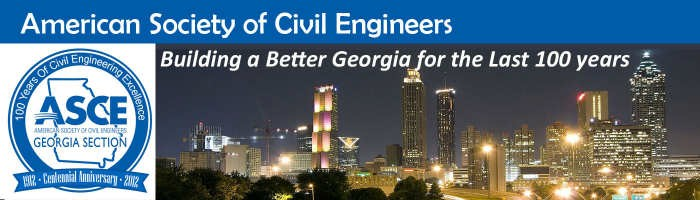 American Society of Civil Engineers
Building a Better Georgia for the Last 100 years
100 Years Of Civil Engineering Excellence
ASCE
AMERICAN SOCIETY OF CIVIL ENGINEERS
GEORGIA SECTION
1912 - Centennial Anniversary - 2012